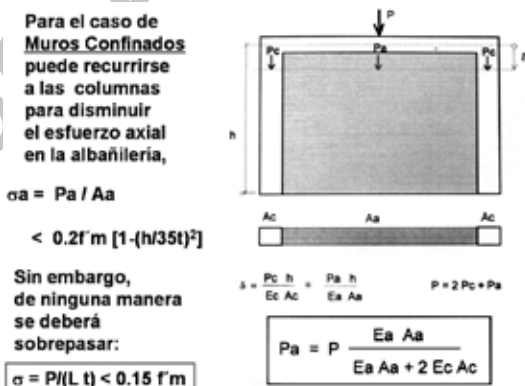 Para el caso de
Muros Confinados
puede recurrirse
a las columnas
para disminuir
el esfuerzo axial
en la albañilería,
σa = Pa / Aa
< 0.2f´m [1-(h/35t)²]
Sin embargo,
de ninguna manera
se deberá
sobrepasar:
σ = P/(L t) < 0.15 f´m
P
Pc Pa Pc
h
Ac Aa Ac
= Pc h / Ec Ac = Pa h / Ea Aa P = 2 Pc + Pa
Pa = P Ea Aa / Ea Aa + 2 Ec Ac